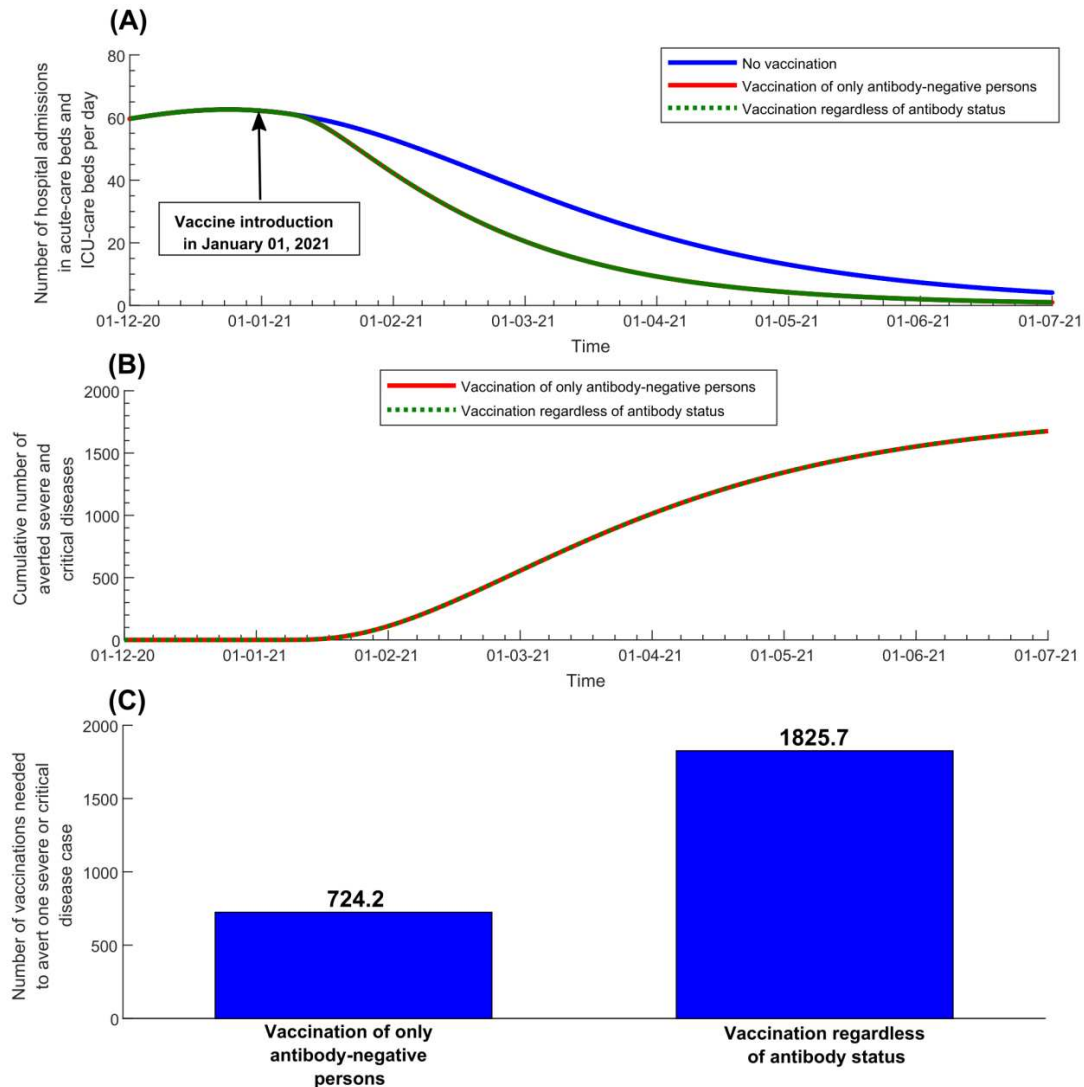 (A)
Number of hospital admissions
in acute-care beds and
ICU-care beds per day
80
60
40
20
0
No vaccination
Vaccination of only antibody-negative persons
Vaccination regardless of antibody status
Vaccine introduction
in January 01, 2021
01-12-20 01-01-21 01-02-21 01-03-21 01-04-21 01-05-21 01-06-21 01-07-21
Time
(B)
Cumulative number of
averted severe and
critical diseases
2000
1500
1000
500
0
Vaccination of only antibody-negative persons
Vaccination regardless of antibody status
01-12-20 01-01-21 01-02-21 01-03-21 01-04-21 01-05-21 01-06-21 01-07-21
Time
(C)
Number of vaccinations needed
to avert one severe or critical
disease case
2000
1500
1000
500
0
724.2
1825.7
Vaccination of only
antibody-negative
persons
Vaccination regardless
of antibody status